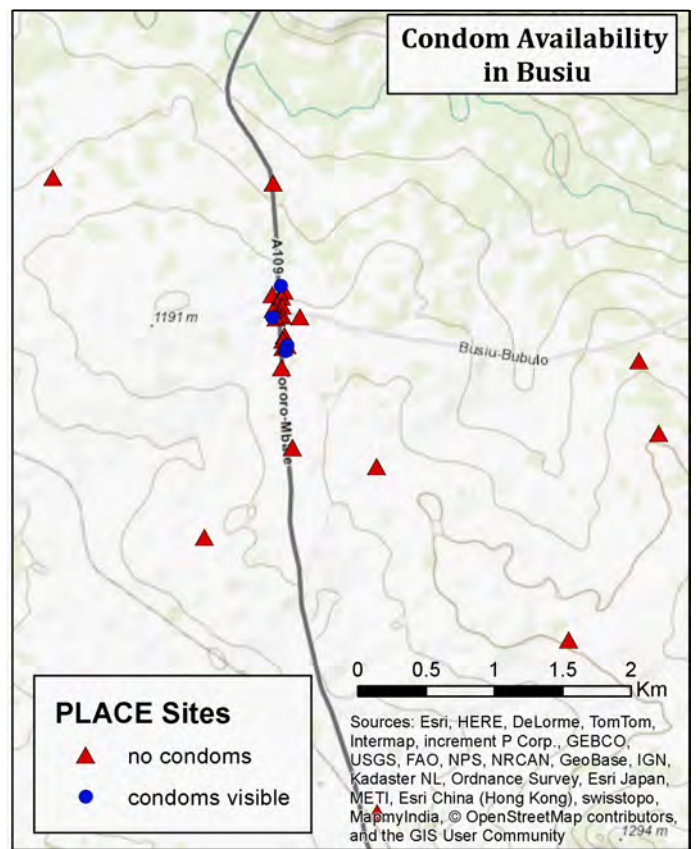 Condom Availability
in Busiu
A109
1191 m
Busiu-Bubulo
ororo-Mbale
0 0.5 1 1.5 2
Km
PLACE Sites
no condoms
condoms visible
Sources: Esri, HERE, DeLorme, TomTom,
Intermap, increment P Corp., GEBCO,
USGS, FAO, NPS, NRCAN, GeoBase, IGN,
Kadaster NL, Ordnance Survey, Esri Japan,
METI, Esri China (Hong Kong), swisstopo,
MapmyIndia, © OpenStreetMap contributors,
and the GIS User Community
1294 m